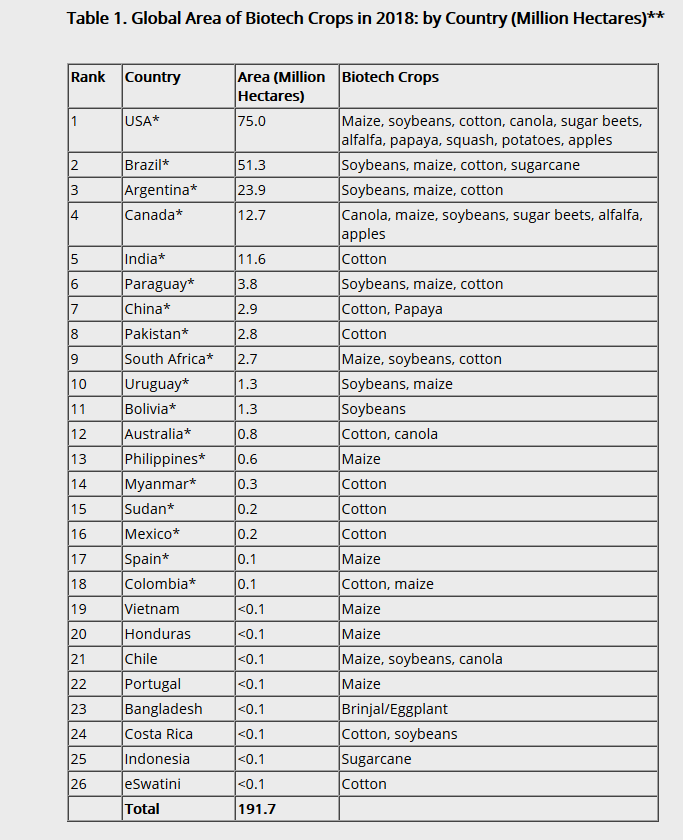 Table 1. Global Area of Biotech Crops in 2018: by Country (Million Hectares)**
Rank Country Area (Million Hectares) Biotech Crops
1 USA* 75.0 Maize, soybeans, cotton, canola, sugar beets,
alfalfa, papaya, squash, potatoes, apples
2 Brazil* 51.3 Soybeans, maize, cotton, sugarcane
3 Argentina* 23.9 Soybeans, maize, cotton
4 Canada* 12.7 Canola, maize, soybeans, sugar beets, alfalfa,
apples
5 India* 11.6 Cotton
6 Paraguay* 3.8 Soybeans, maize, cotton
7 China* 2.9 Cotton, Papaya
8 Pakistan* 2.8 Cotton
9 South Africa* 2.7 Maize, soybeans, cotton
10 Uruguay* 1.3 Soybeans, maize
11 Bolivia* 1.3 Soybeans
12 Australia* 0.8 Cotton, canola
13 Philippines* 0.6 Maize
14 Myanmar* 0.3 Cotton
15 Sudan* 0.2 Cotton
16 Mexico* 0.2 Cotton
17 Spain* 0.1 Maize
18 Colombia* 0.1 Cotton, maize
19 Vietnam <0.1 Maize
20 Honduras <0.1 Maize
21 Chile <0.1 Maize, soybeans, canola
22 Portugal <0.1 Maize
23 Bangladesh <0.1 Brinjal/Eggplant
24 Costa Rica <0.1 Cotton, soybeans
25 Indonesia <0.1 Sugarcane
26 eSwatini <0.1 Cotton
Total 191.7